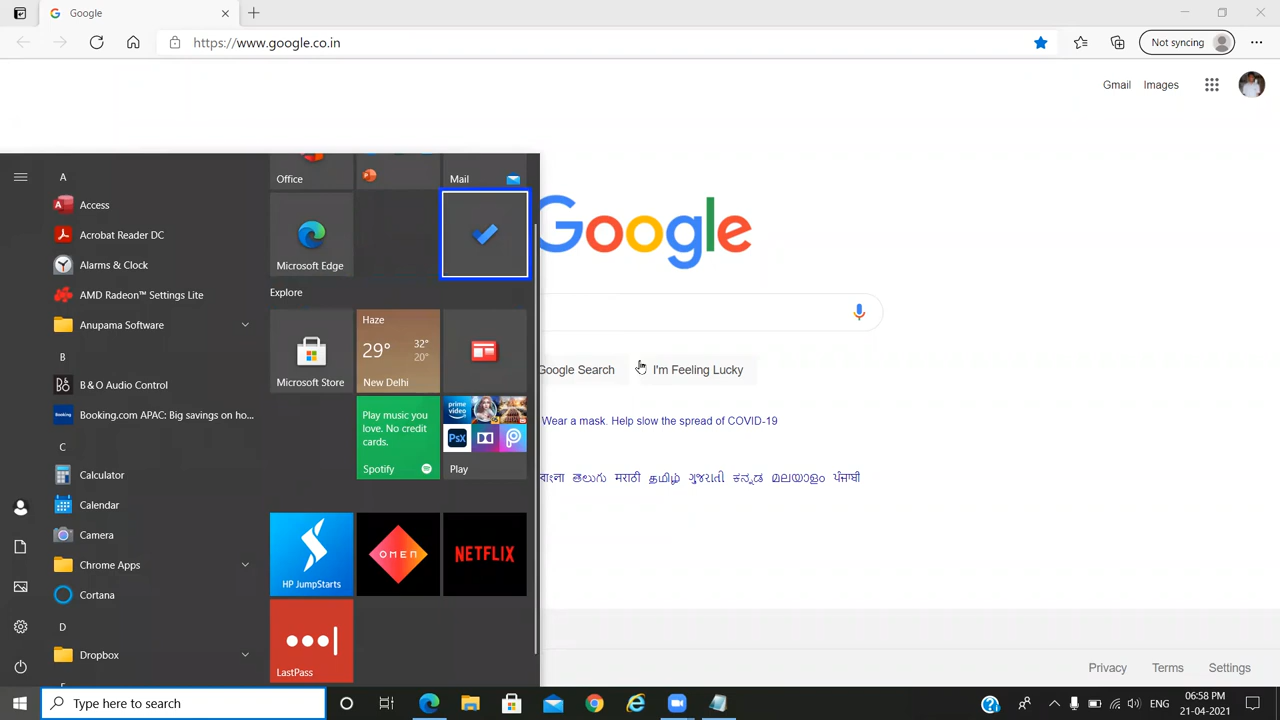 Google
https://www.google.co.in
Not syncing
Gmail Images
Google
Google Search
I'm Feeling Lucky
Wear a mask. Help slow the spread of COVID-19
বাংলা తెలుగు मराठी தமிழ் ગુજરાતી ಕನ್ನಡ മലയാളം ਪੰਜਾਬੀ
Privacy Terms Settings
A
Access
Acrobat Reader DC
Alarms & Clock
AMD Radeon™ Settings Lite
Anupama Software
B
B & O Audio Control
Booking.com APAC: Big savings on ho...
C
Calculator
Calendar
Camera
Chrome Apps
Cortana
D
Dropbox
Office
Mail
Microsoft Edge
Explore
Microsoft Store
Haze
29° 32°
20°
New Delhi
Play music you
love. No credit
cards.
Spotify
prime video
Psx
Play
HP JumpStarts
OMEN
NETFLIX
LastPass
Type here to search
ENG
06:58 PM
21-04-2021